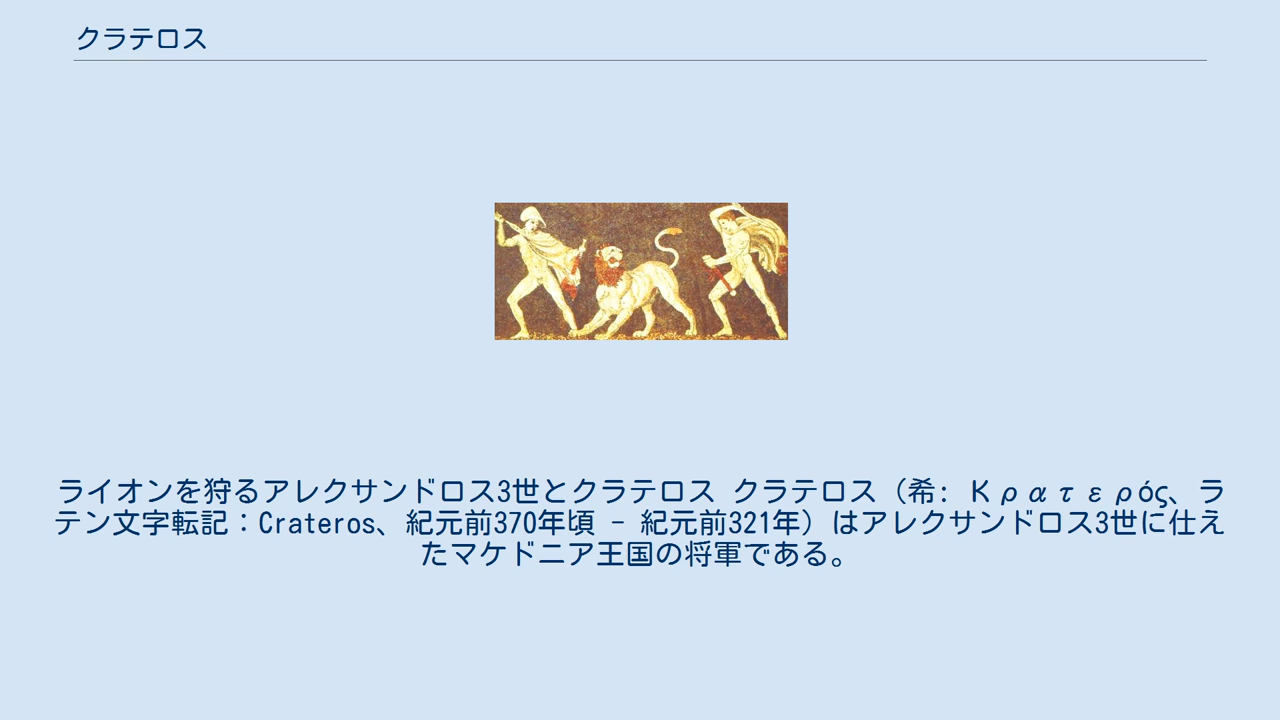 クラテロス
ライオンを狩るアレクサンドロス3世とクラテロス クラテロス（希: Κρατερός、ラ
テン文字転記：Crateros、紀元前370年頃 - 紀元前321年）はアレクサンドロス3世に仕え
たマケドニア王国の将軍である。